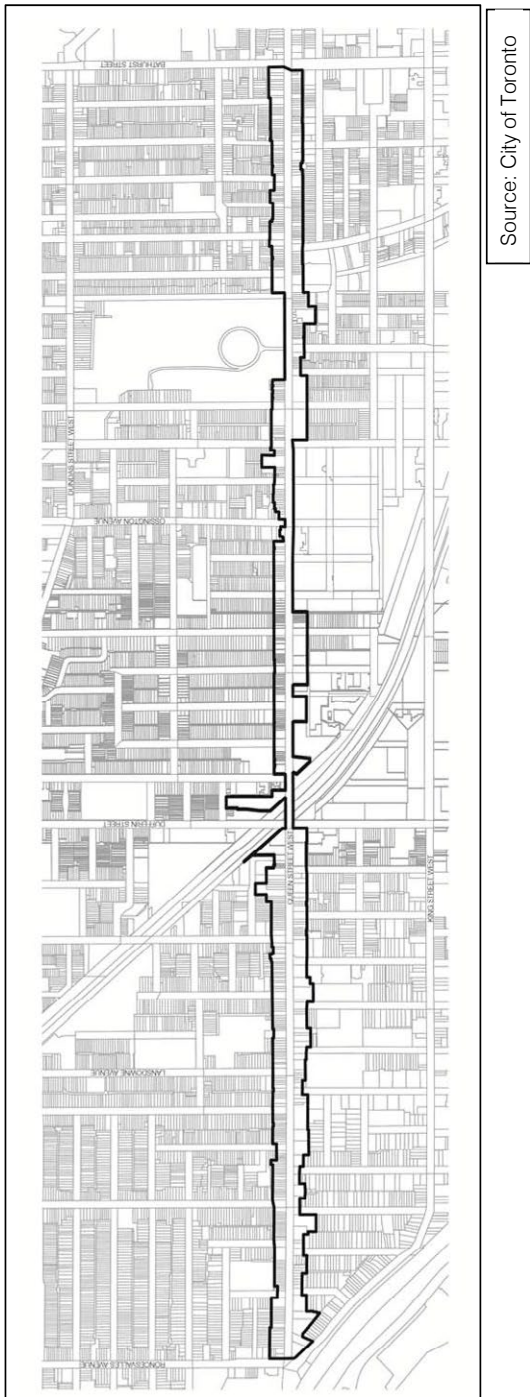 BATHURST STREET
DUNDAS STREET WEST
OSSINGTON AVENUE
DUFFERIN STREET
QUEEN STREET WEST
KING STREET WEST
LANSDOWNE AVENUE
RONCESVALLES AVENUE
Source: City of Toronto